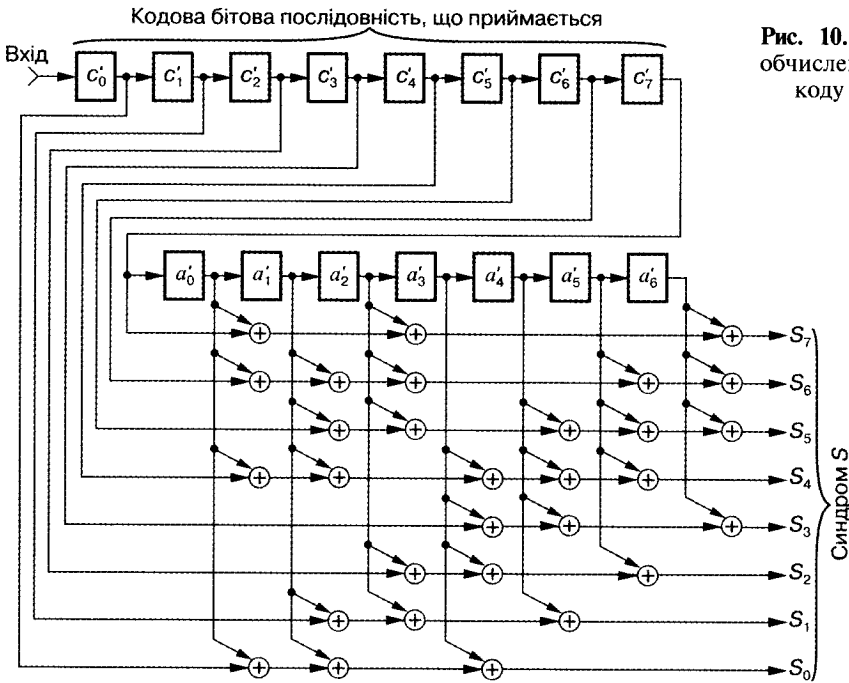 Кодова бітова послідовність, що приймається
Рис. 10.
обчисле
коду
Вхід
C'0 C'1 C'2 C'3 C'4 C'5 C'6 C'7
a'0 a'1 a'2 a'3 a'4 a'5 a'6
S7
S6
S5
S4
S3
S2
S1
S0
Синдром S